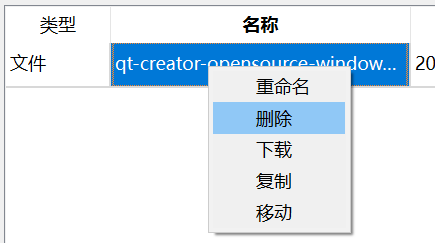 类型 名称
文件 qt-creator-opensource-window... 20
重命名
删除
下载
复制
移动